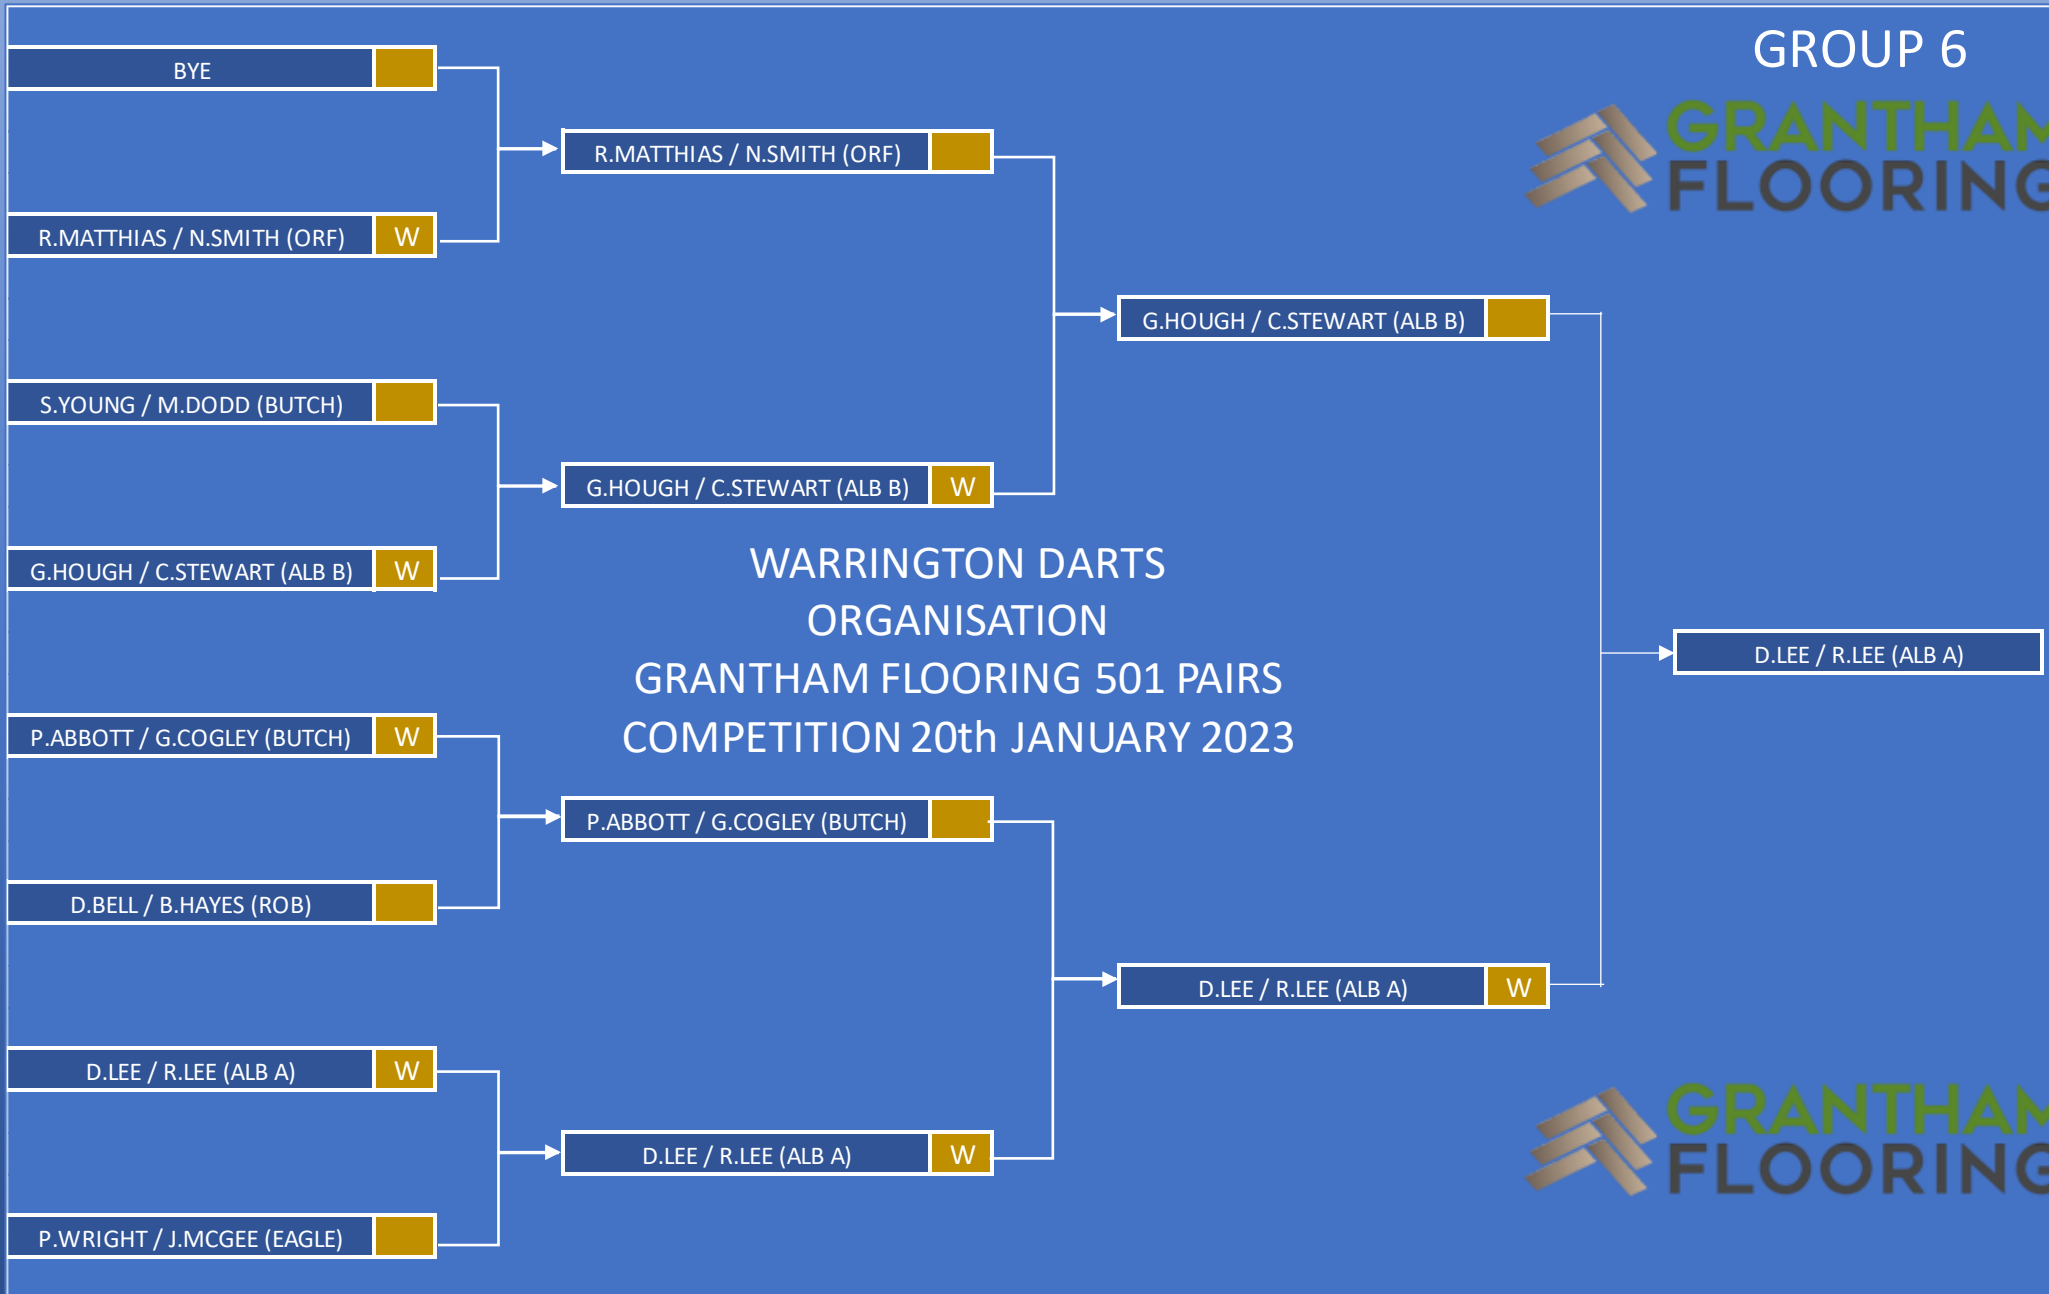 GROUP 6
GRANTHAM
FLOORING
BYE
R.MATTHIAS / N.SMITH (ORF) W
S.YOUNG / M.DODD (BUTCH)
G.HOUGH / C.STEWART (ALB B) W
P.ABBOTT / G.COGLEY (BUTCH) W
D.BELL / B.HAYES (ROB)
D.LEE / R.LEE (ALB A) W
P.WRIGHT / J.MCGEE (EAGLE)
R.MATTHIAS / N.SMITH (ORF)
G.HOUGH / C.STEWART (ALB B) W
P.ABBOTT / G.COGLEY (BUTCH)
D.LEE / R.LEE (ALB A) W
WARRINGTON DARTS
ORGANISATION
GRANTHAM FLOORING 501 PAIRS
COMPETITION 20th JANUARY 2023
G.HOUGH / C.STEWART (ALB B)
D.LEE / R.LEE (ALB A) W
D.LEE / R.LEE (ALB A)
GRANTHAM
FLOORING